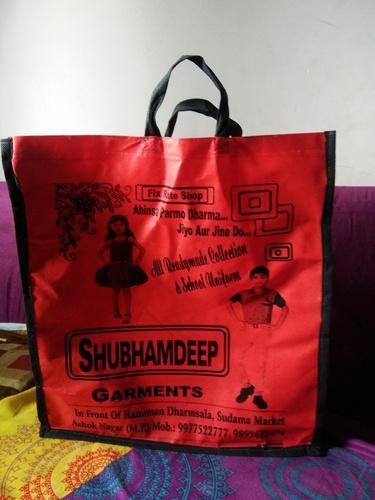 Fix Rate Shop
Ahinsa Parmo Dharma...
Jiyo Aur Jine Do...
All Readymade Collection
& School Uniform
SHUBHAMDEEP
GARMENTS
In Front Of Hanuman Dharmsala, Sudama Market
Ashok Nagar (M.P.) Mob.: 9977522777,